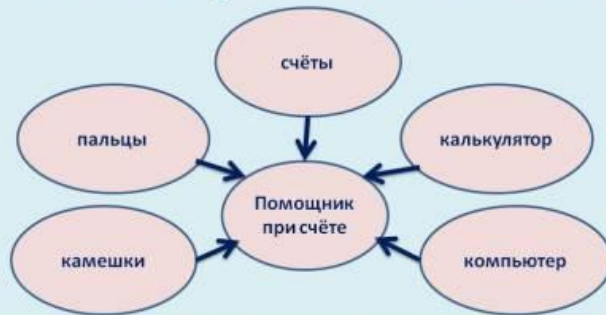 счёты
пальцы
калькулятор
Помощник
при счёте
камешки
компьютер